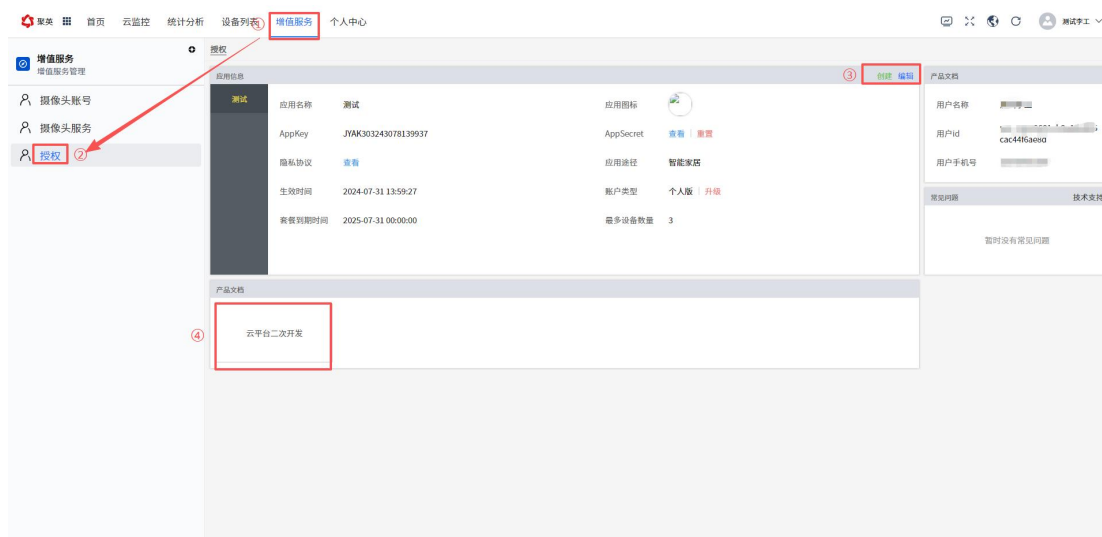 聚英 首页 云监控 统计分析 设备列表 ① 增值服务 个人中心 测试李工
增值服务
增值服务管理
摄像头账号
摄像头服务
授权 ②
授权
应用信息 ③ 创建 编辑
测试
应用名称 测试 应用图标
AppKey JYAK303243078139937 AppSecret 查看 重置
隐私协议 查看 应用途径 智能家居
生效时间 2024-07-31 13:59:27 账户类型 个人版 升级
套餐到期时间 2025-07-31 00:00:00 最多设备数量 3
产品文档
④ 云平台二次开发
产品文档
用户名称
用户id
cac44f6ae8d
用户手机号
常见问题 技术支持
暂时没有常见问题